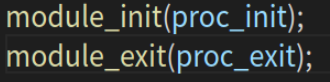 module_init(proc_init);
module_exit(proc_exit);